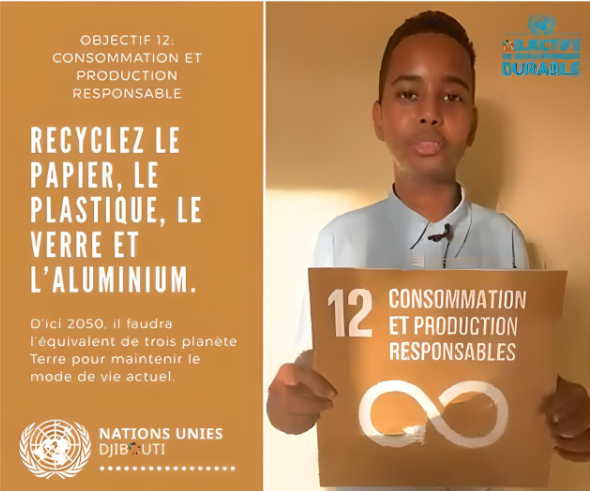 OBJECTIF 12:
CONSOMMATION ET
PRODUCTION
RESPONSABLE
RECYCLEZ LE
PAPIER, LE
PLASTIQUE, LE
VERRE ET
L'ALUMINIUM.
D'ici 2050, il faudra
l'équivalent de trois planète
Terre pour maintenir le
mode de vie actuel.
NATIONS UNIES
DJIBOUTI
DURABLE
12 CONSOMMATION
ET PRODUCTION
RESPONSABLES